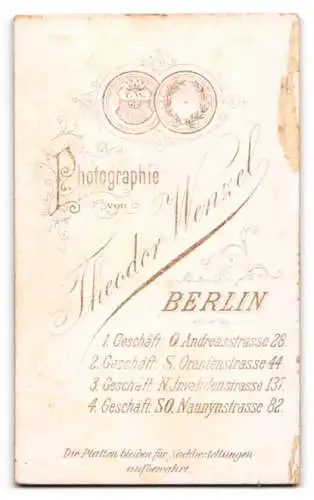 Photographie
von
Theodor Wenzel
BERLIN
1. Geschäft: O. Andreasstrasse 28.
2. Geschäft: S. Oranienstrasse 44.
3. Geschäft: N. Invalidenstrasse 137.
4. Geschäft: SO. Naunynstrasse 82.
Die Platten bleiben für Nachbestellungen
aufbewahrt.